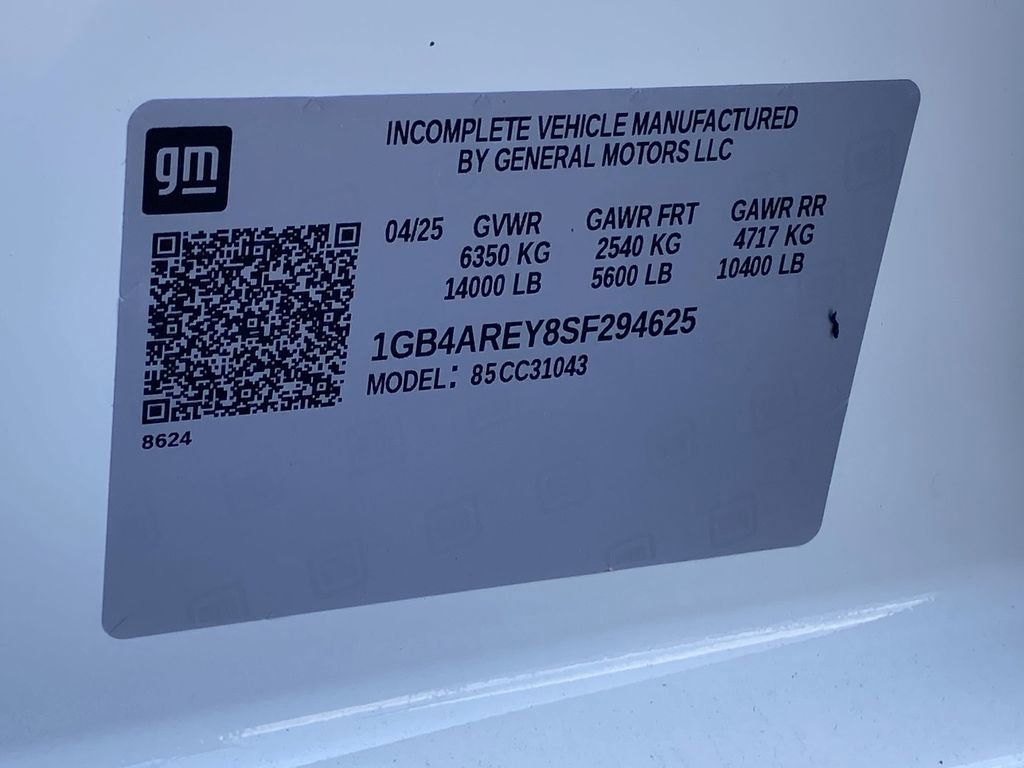 gm
INCOMPLETE VEHICLE MANUFACTURED
BY GENERAL MOTORS LLC
04/25 GVWR GAWR FRT GAWR RR
6350 KG 2540 KG 4717 KG
14000 LB 5600 LB 10400 LB
1GB4AREY8SF294625
MODEL: 85CC31043
8624